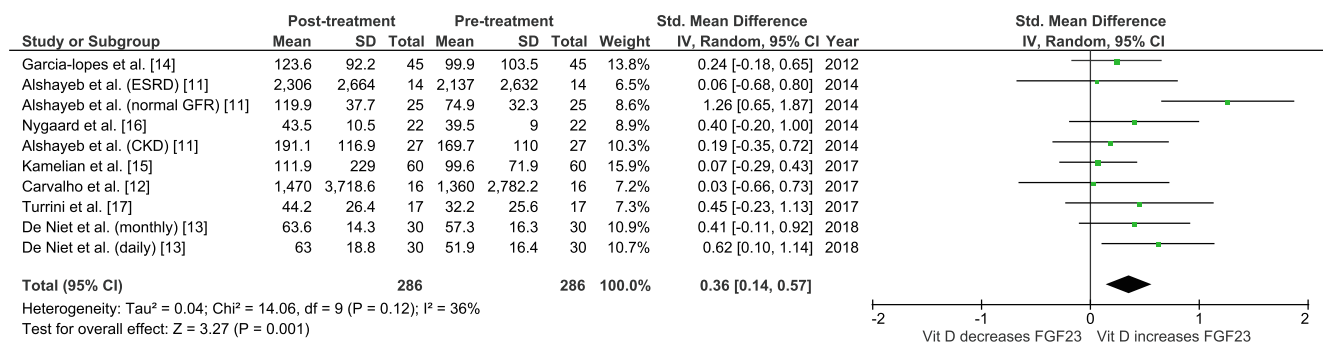 Post-treatment Pre-treatment Std. Mean Difference Std. Mean Difference
Study or Subgroup Mean SD Total Mean SD Total Weight IV, Random, 95% CI Year IV, Random, 95% CI
Garcia-lopes et al. [14] 123.6 92.2 45 99.9 103.5 45 13.8% 0.24 [-0.18, 0.65] 2012
Alshayeb et al. (ESRD) [11] 2,306 2,664 14 2,137 2,632 14 6.5% 0.06 [-0.68, 0.80] 2014
Alshayeb et al. (normal GFR) [11] 119.9 37.7 25 74.9 32.3 25 8.6% 1.26 [0.65, 1.87] 2014
Nygaard et al. [16] 43.5 10.5 22 39.5 9 22 8.9% 0.40 [-0.20, 1.00] 2014
Alshayeb et al. (CKD) [11] 191.1 116.9 27 169.7 110 27 10.3% 0.19 [-0.35, 0.72] 2014
Kamelian et al. [15] 111.9 229 60 99.6 71.9 60 15.9% 0.07 [-0.29, 0.43] 2017
Carvalho et al. [12] 1,470 3,718.6 16 1,360 2,782.2 16 7.2% 0.03 [-0.66, 0.73] 2017
Turrini et al. [17] 44.2 26.4 17 32.2 25.6 17 7.3% 0.45 [-0.23, 1.13] 2017
De Niet et al. (monthly) [13] 63.6 14.3 30 57.3 16.3 30 10.9% 0.41 [-0.11, 0.92] 2018
De Niet et al. (daily) [13] 63 18.8 30 51.9 16.4 30 10.7% 0.62 [0.10, 1.14] 2018
Total (95% CI) 286 286 100.0% 0.36 [0.14, 0.57]
Heterogeneity: Tau² = 0.04; Chi² = 14.06, df = 9 (P = 0.12); I² = 36%
Test for overall effect: Z = 3.27 (P = 0.001)
-2 -1 0 1 2
Vit D decreases FGF23 Vit D increases FGF23